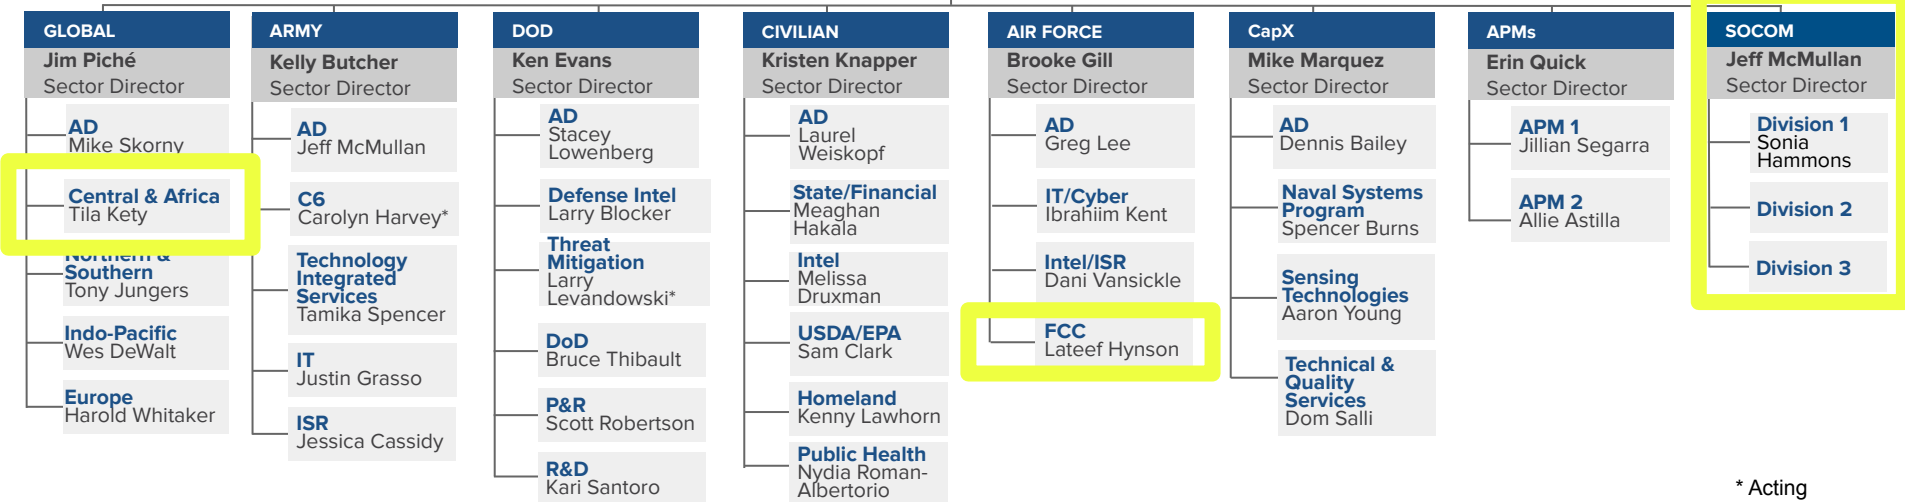 GLOBAL
Jim Piché
Sector Director
AD
Mike Skorny
Central & Africa
Tila Kety
Northern &
Southern
Tony Jungers
Indo-Pacific
Wes DeWalt
Europe
Harold Whitaker
ARMY
Kelly Butcher
Sector Director
AD
Jeff McMullan
C6
Carolyn Harvey*
Technology
Integrated
Services
Tamika Spencer
IT
Justin Grasso
ISR
Jessica Cassidy
DOD
Ken Evans
Sector Director
AD
Stacey
Lowenberg
Defense Intel
Larry Blocker
Threat
Mitigation
Larry
Levandowski*
DoD
Bruce Thibault
P&R
Scott Robertson
R&D
Kari Santoro
CIVILIAN
Kristen Knapper
Sector Director
AD
Laurel
Weiskopf
State/Financial
Meaghan
Hakala
Intel
Melissa
Druxman
USDA/EPA
Sam Clark
Homeland
Kenny Lawhorn
Public Health
Nydia Roman-
Albertorio
AIR FORCE
Brooke Gill
Sector Director
AD
Greg Lee
IT/Cyber
Ibrahiim Kent
Intel/ISR
Dani Vansickle
FCC
Lateef Hynson
CapX
Mike Marquez
Sector Director
AD
Dennis Bailey
Naval Systems
Program
Spencer Burns
Sensing
Technologies
Aaron Young
Technical &
Quality
Services
Dom Salli
APMs
Erin Quick
Sector Director
APM 1
Jillian Segarra
APM 2
Allie Astilla
SOCOM
Jeff McMullan
Sector Director
Division 1
Sonia
Hammons
Division 2
Division 3
* Acting